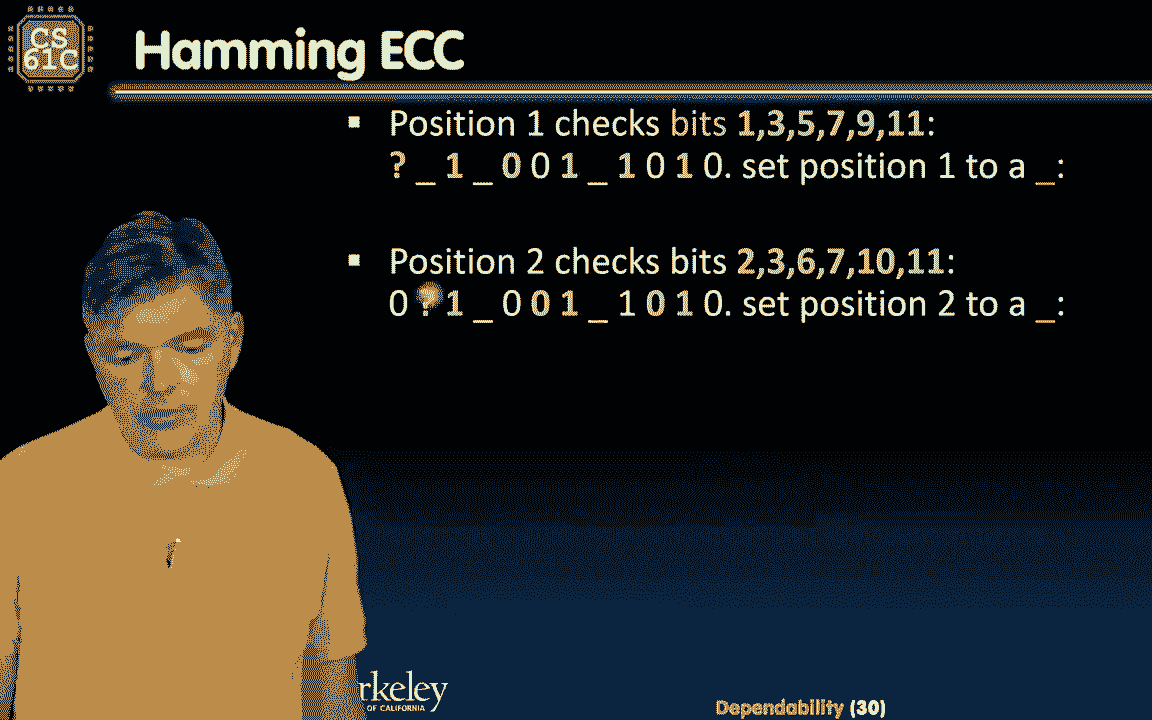 CS
61C
Hamming ECC
▪ Position 1 checks bits 1,3,5,7,9,11:
? _ 1 _ 0 0 1 _ 1 0 1 0. set position 1 to a _:
▪ Position 2 checks bits 2,3,6,7,10,11:
0 ? 1 _ 0 0 1 _ 1 0 1 0. set position 2 to a _:
rkeley
OF CALIFORNIA
Dependability (30)